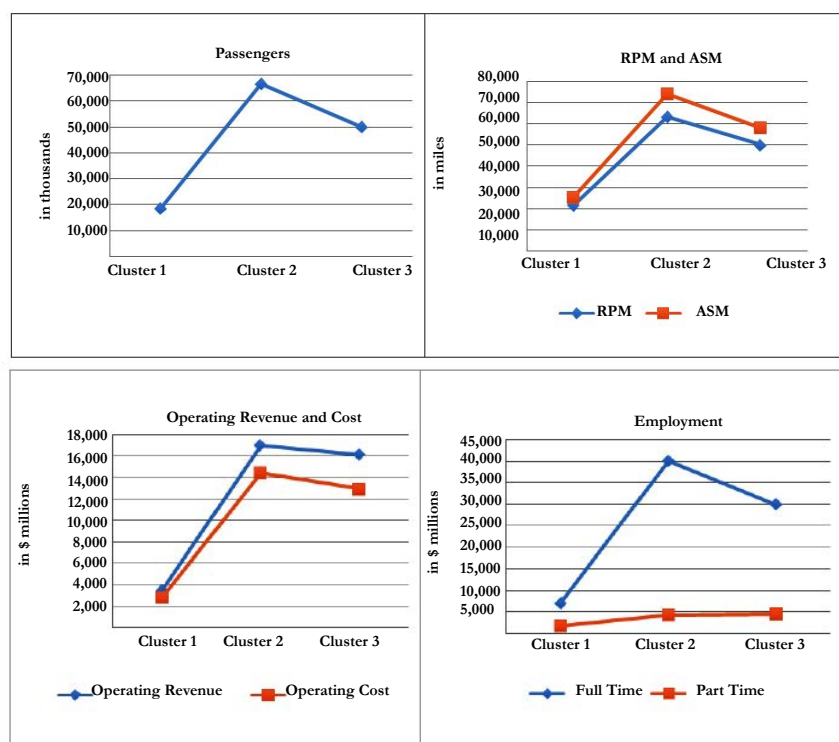 Passengers
in thousands
70,000
60,000
50,000
40,000
30,000
20,000
10,000
Cluster 1 Cluster 2 Cluster 3
RPM and ASM
in miles
80,000
70,000
60,000
50,000
40,000
30,000
20,000
10,000
Cluster 1 Cluster 2 Cluster 3
RPM ASM
Operating Revenue and Cost
in $ millions
18,000
16,000
14,000
12,000
10,000
8,000
6,000
4,000
2,000
Cluster 1 Cluster 2 Cluster 3
Operating Revenue Operating Cost
Employment
in $ millions
45,000
40,000
30,000
25,000
20,000
15,000
10,000
5,000
Cluster 1 Cluster 2 Cluster 3
Full Time Part Time